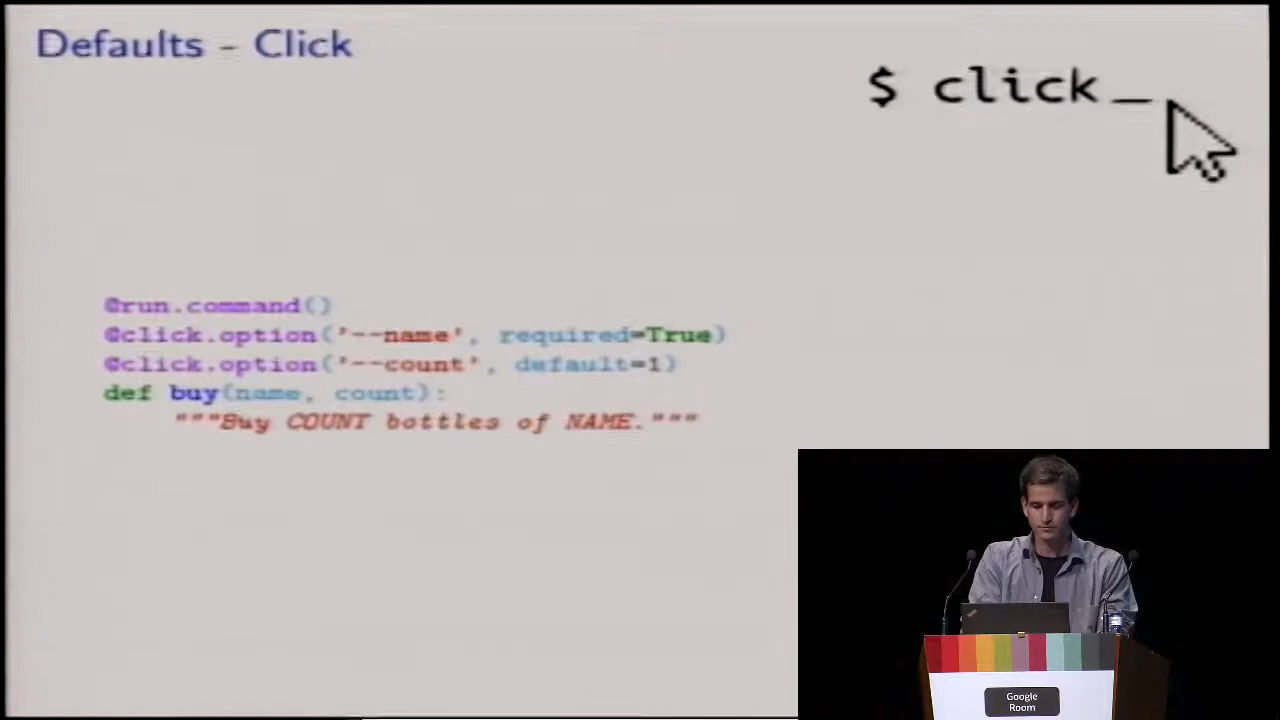 Defaults - Click
$ click_
@run.command()
@click.option('--name', required=True)
@click.option('--count', default=1)
def buy(name, count):
"""Buy COUNT bottles of NAME."""
Google
Room